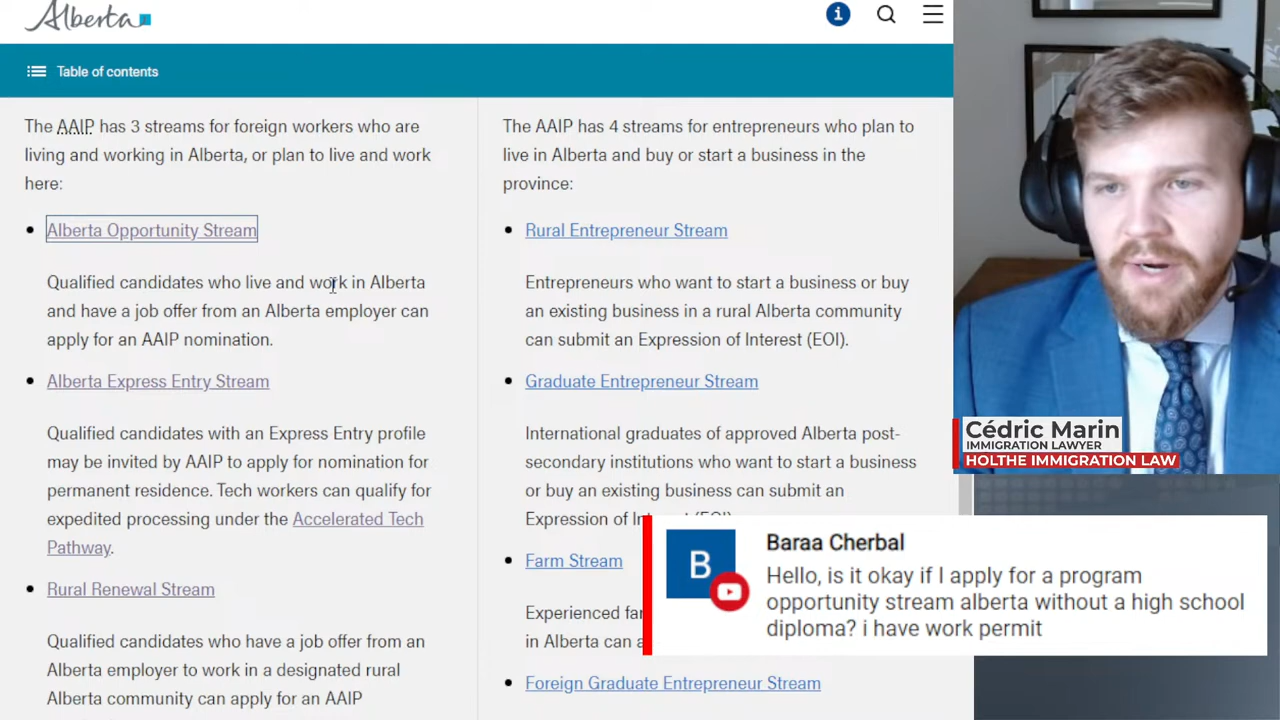 Alberta
Table of contents
The AAIP has 3 streams for foreign workers who are
living and working in Alberta, or plan to live and work
here:
Alberta Opportunity Stream
Qualified candidates who live and work in Alberta
and have a job offer from an Alberta employer can
apply for an AAIP nomination.
Alberta Express Entry Stream
Qualified candidates with an Express Entry profile
may be invited by AAIP to apply for nomination for
permanent residence. Tech workers can qualify for
expedited processing under the Accelerated Tech
Pathway.
Rural Renewal Stream
Qualified candidates who have a job offer from an
Alberta employer to work in a designated rural
Alberta community can apply for an AAIP
The AAIP has 4 streams for entrepreneurs who plan to
live in Alberta and buy or start a business in the
province:
Rural Entrepreneur Stream
Entrepreneurs who want to start a business or buy
an existing business in a rural Alberta community
can submit an Expression of Interest (EOI).
Graduate Entrepreneur Stream
International graduates of approved Alberta post-
secondary institutions who want to start a business
or buy an existing business can submit an
Expression of
Farm Stream
Experienced
in Alberta can
Foreign Graduate Entrepreneur Stream
Cédric Marin
IMMIGRATION LAWYER
HOLTHE IMMIGRATION LAW
B
Baraa Cherbal
Hello, is it okay if I apply for a program
opportunity stream alberta without a high school
diploma? i have work permit